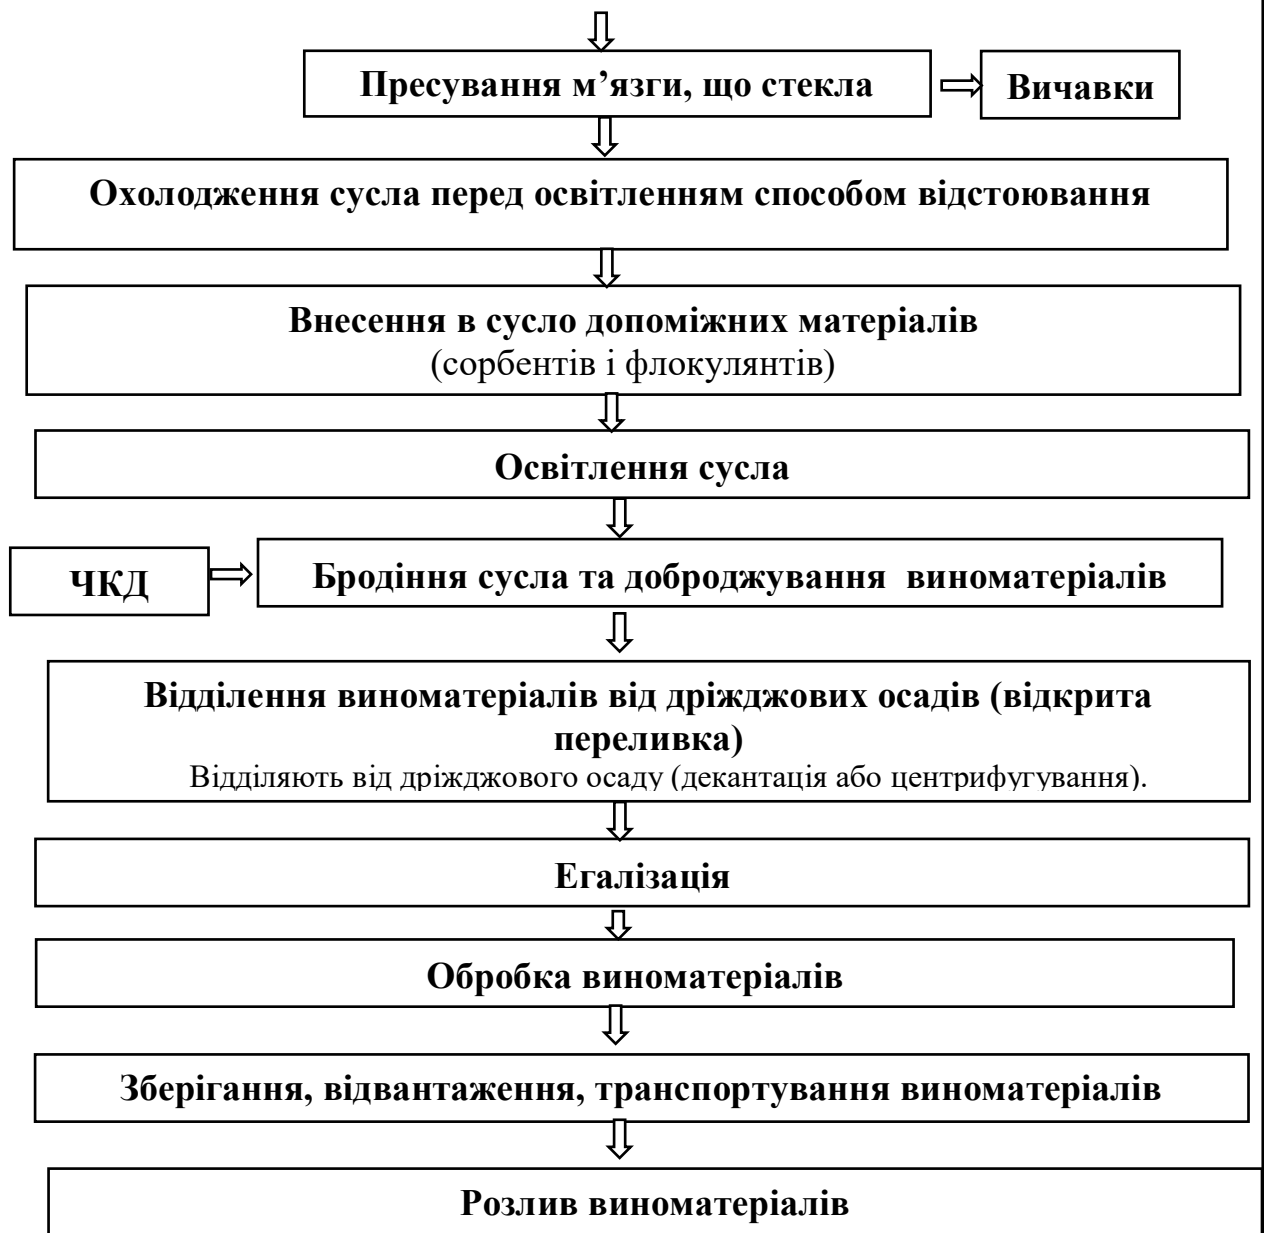 Пресування м’язги, що стекла
Вичавки
Охолодження сусла перед освітленням способом відстоювання
Внесення в сусло допоміжних матеріалів
(сорбентів і флокулянтів)
Освітлення сусла
ЧКД
Бродіння сусла та доброджування виноматеріалів
Відділення виноматеріалів від дріжджових осадів (відкрита
переливка)
Відділяють від дріжджового осаду (декантація або центрифугування).
Егалізація
Обробка виноматеріалів
Зберігання, відвантаження, транспортування виноматеріалів
Розлив виноматеріалів